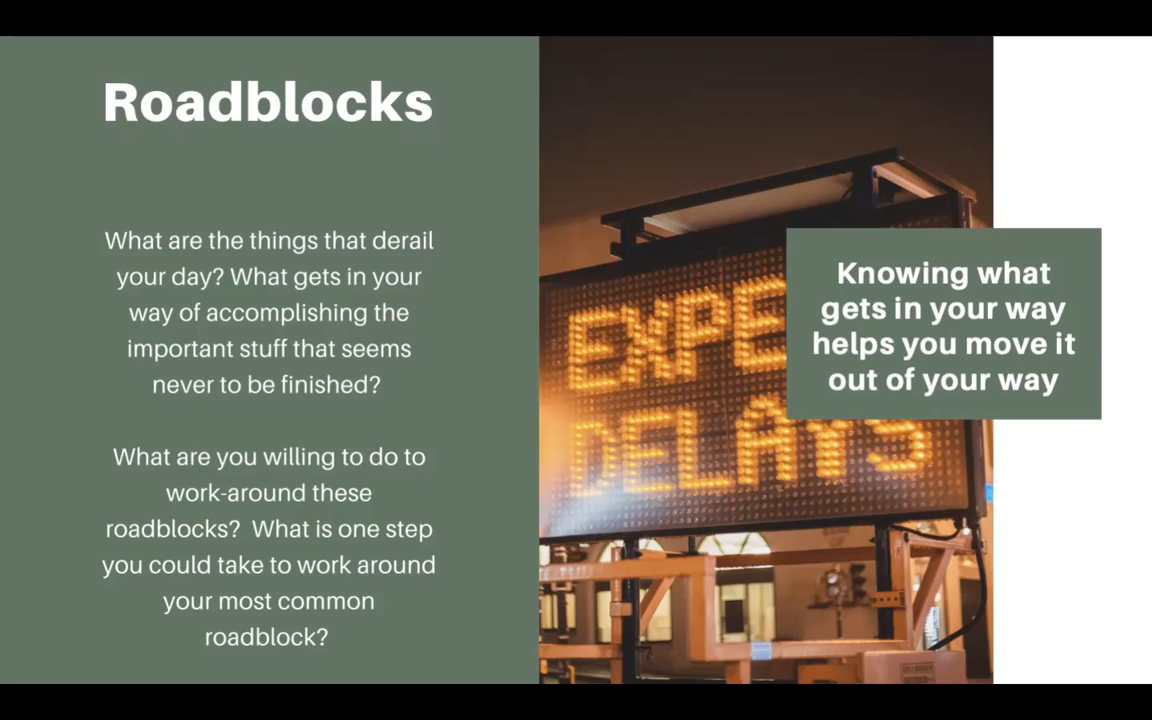 Roadblocks
What are the things that derail
your day? What gets in your
way of accomplishing the
important stuff that seems
never to be finished?
What are you willing to do to
work-around these
roadblocks?  What is one step
you could take to work around
your most common
roadblock?
EXPE
DELAYS
Knowing what
gets in your way
helps you move it
out of your way